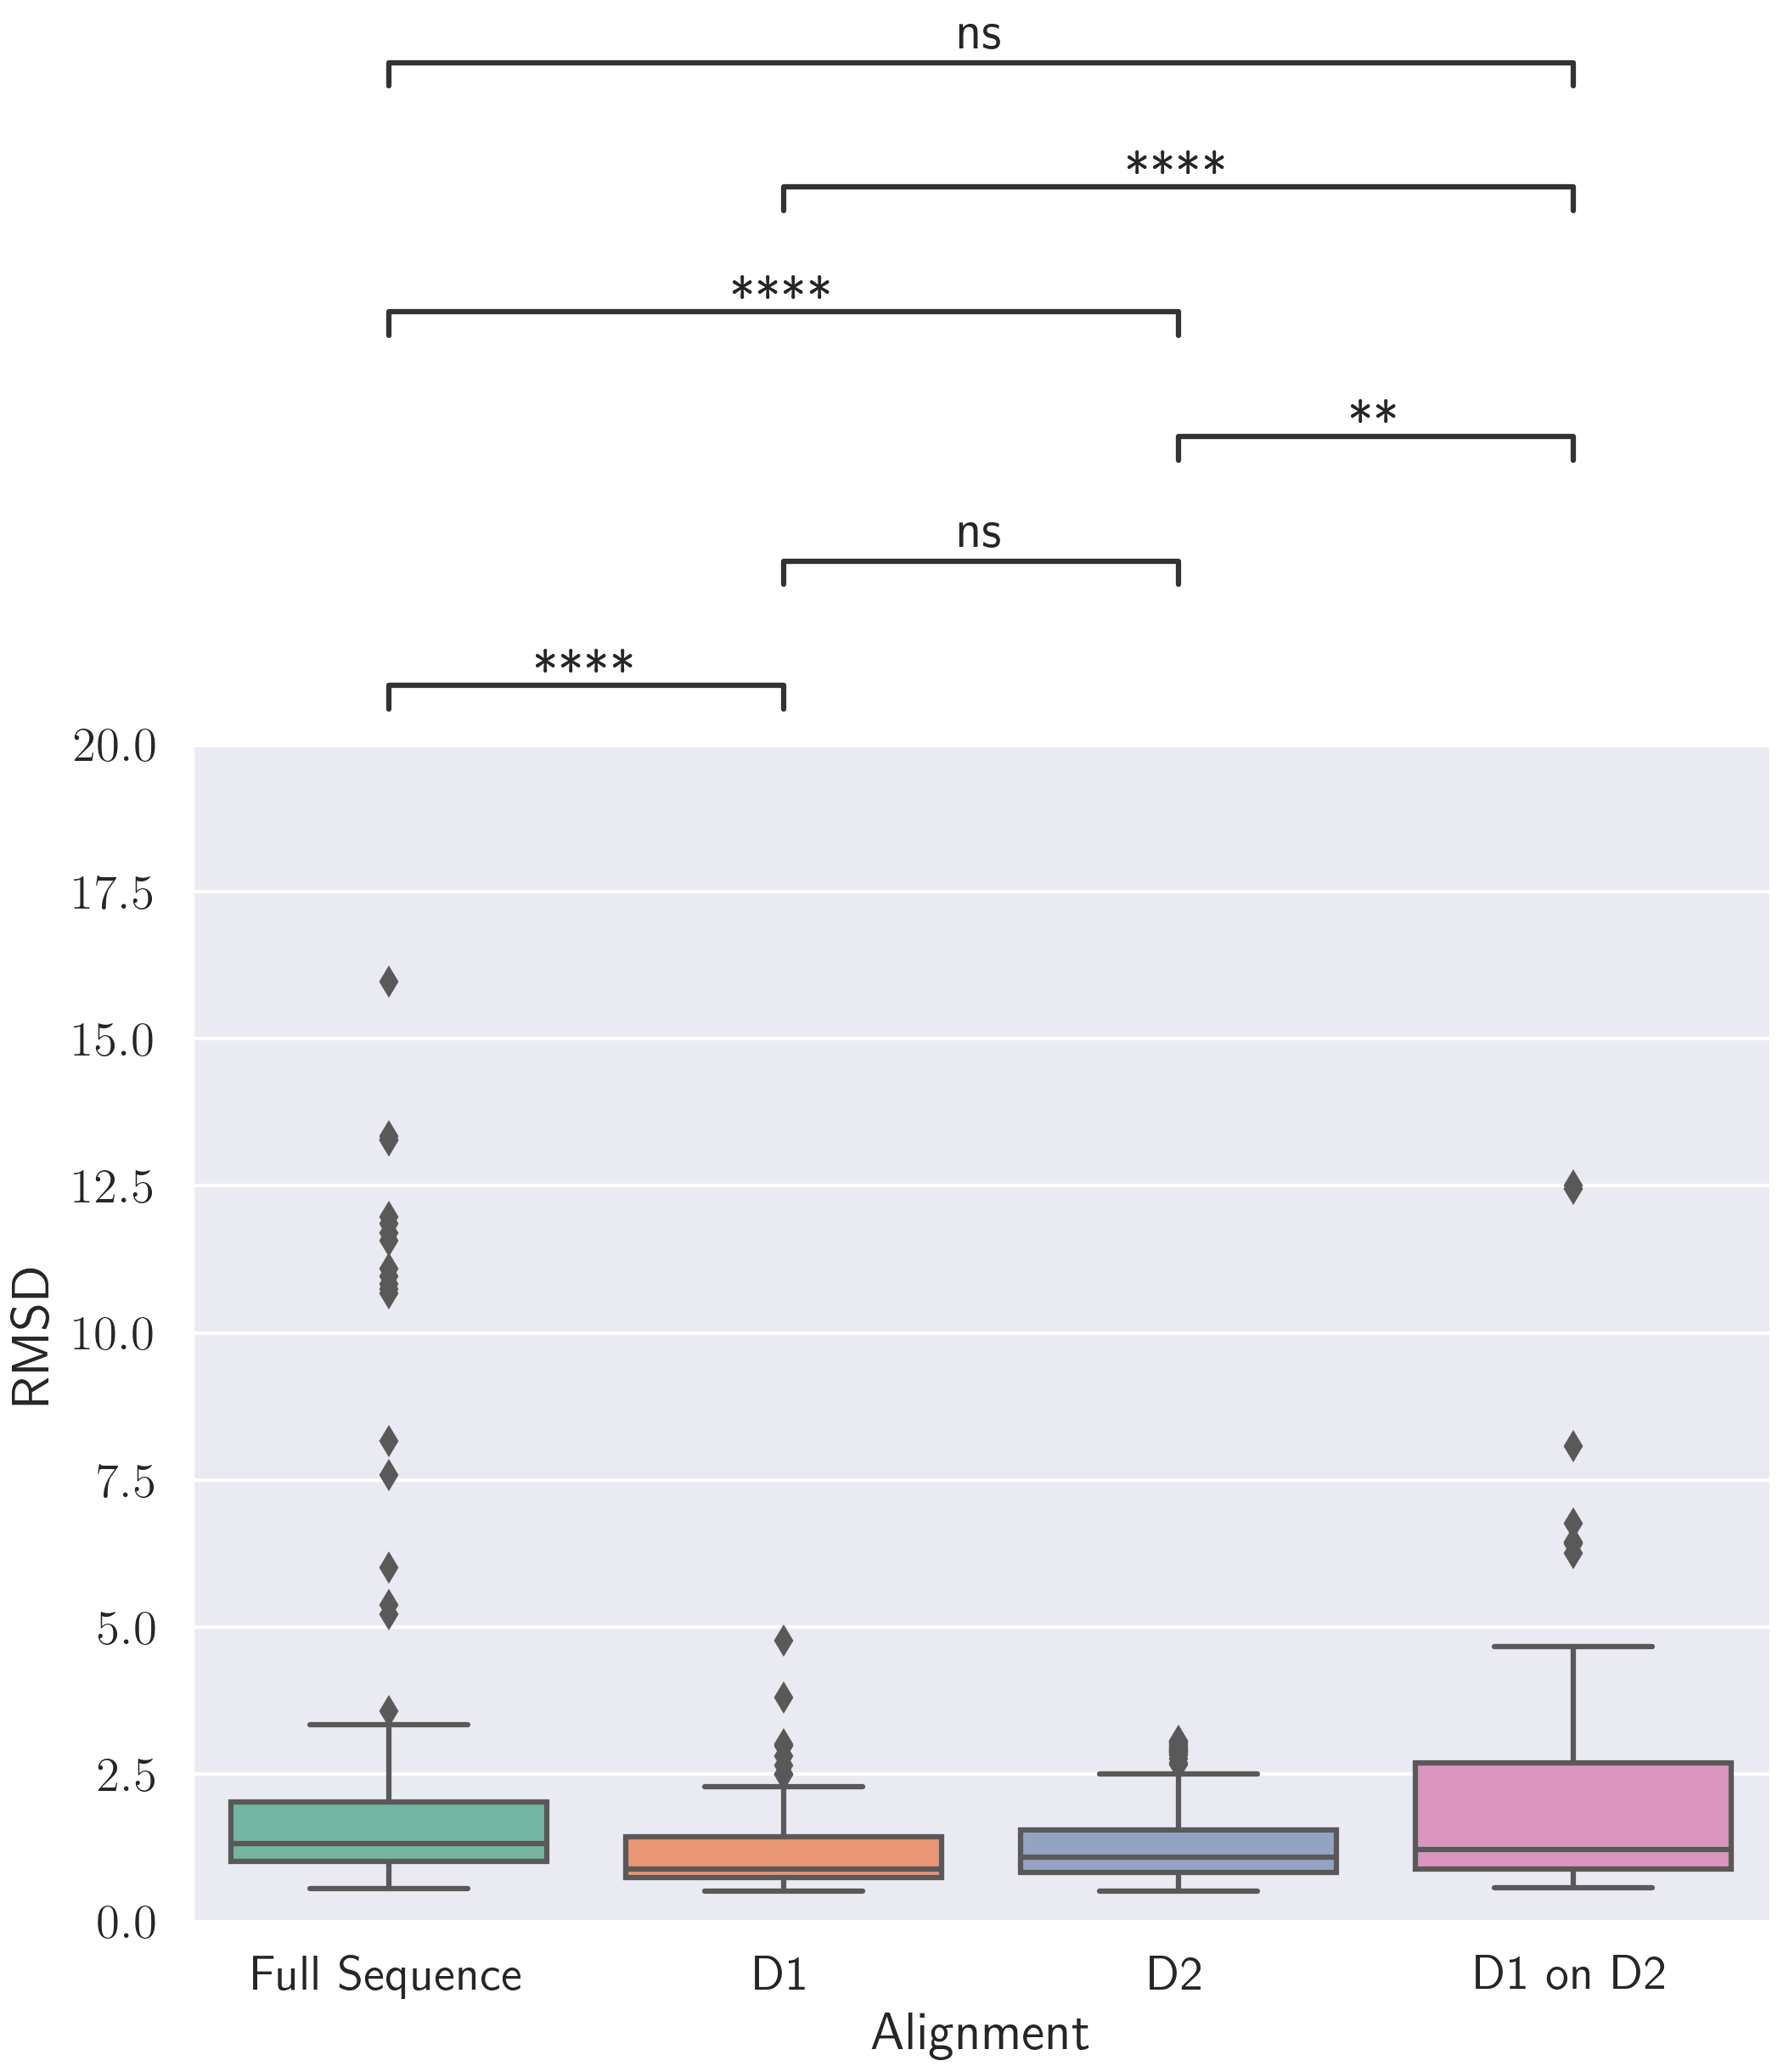 ns
****
****
**
ns
****
20.0
17.5
15.0
12.5
10.0
7.5
5.0
2.5
0.0
RMSD
Full Sequence D1 D2 D1 on D2
Alignment